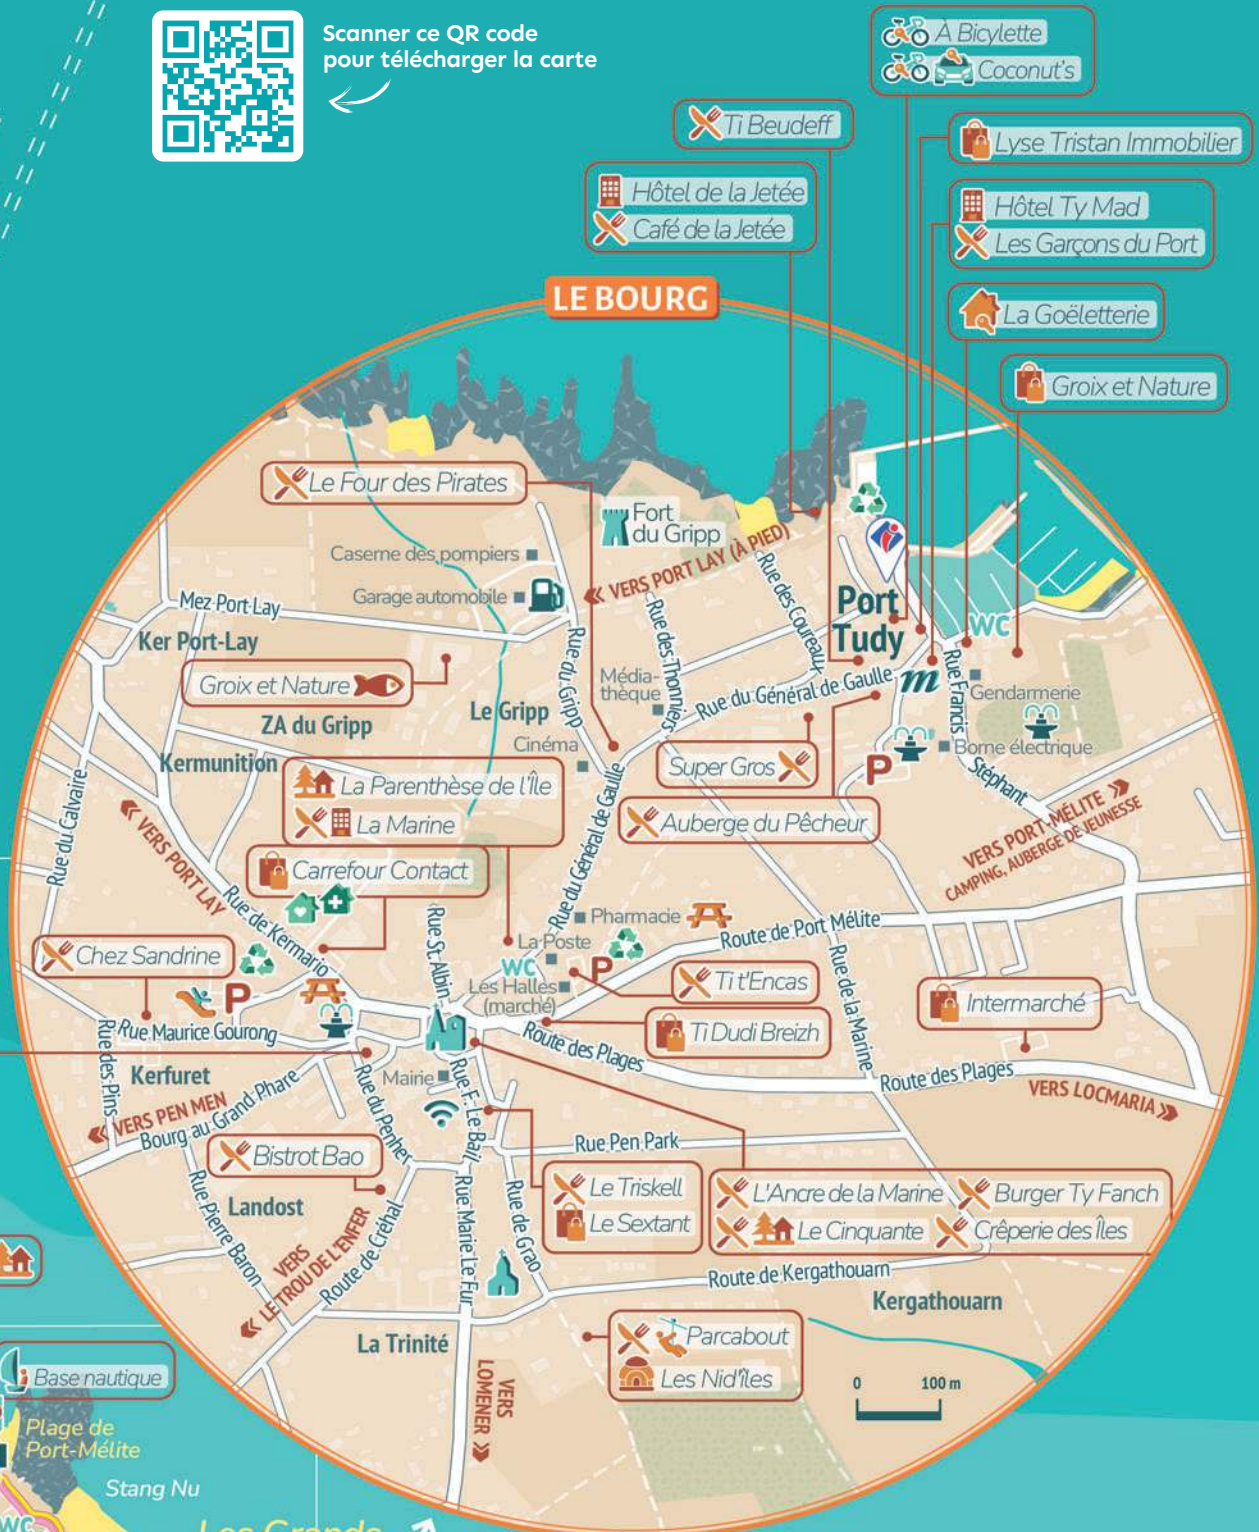 Scanner ce QR code
pour télécharger la carte
À Bicylette
Coconut's
Ti Beudeff
Lyse Tristan Immobilier
Hôtel de la Jetée
Café de la Jetée
Hôtel Ty Mad
Les Garçons du Port
LE BOURG
La Goëletterie
Groix et Nature
Le Four des Pirates
Fort
du Gripp
VERS PORT LAY (À PIED)
Caserne des pompiers
Garage automobile
Mez Port Lay
Ker Port-Lay
Rue du Gripp
Rue des Thonniers
Rue des Coureaux
Port
Tudy
WC
Groix et Nature
ZA du Gripp
Le Gripp
Média-
thèque
Rue du Général de Gaulle
m
Rue Francis
Stéphant
Gendarmerie
Borne électrique
P
Cinéma
Kermunition
Super Gros
La Parenthèse de l'Île
La Marine
Auberge du Pêcheur
Rue du Calvaire
VERS PORT LAY
Rue du Général de Gaulle
VERS PORT-MÉLITE
CAMPING, AUBERGE DE JEUNESSE
Carrefour Contact
Rue de Kermario
Rue St Albin
Pharmacie
La Poste
Route de Port Mélite
Chez Sandrine
P
WC
P
Les Halles
(marché)
Ti t'Encas
Rue de la Marine
Intermarché
Rue Maurice Gourong
Ti Dudi Breizh
Route des Plages
Rue des Pins
Kerfuret
Mairie
Route des Plages
VERS LOCMARIA
VERS PEN MEN
Bourg au Grand Phare
Rue du Penher
Rue F. Le Bail
Rue Pen Park
Bistrot Bao
Le Triskell
Le Sextant
L'Ancre de la Marine
Burger Ty Fanch
Le Cinquante
Crêperie des Îles
Landost
Rue Pierre Baron
VERS
LE TROU DE L'ENFER
Route de Créhal
Rue Marie Le Fur
Rue de Grao
Route de Kergathouarn
Kergathouarn
La Trinité
Parcabout
Les Nid'îles
VERS
LOMENER
0
100 m
Base nautique
Plage de
Port-Mélite
Stang Nu
WC
Les Grands